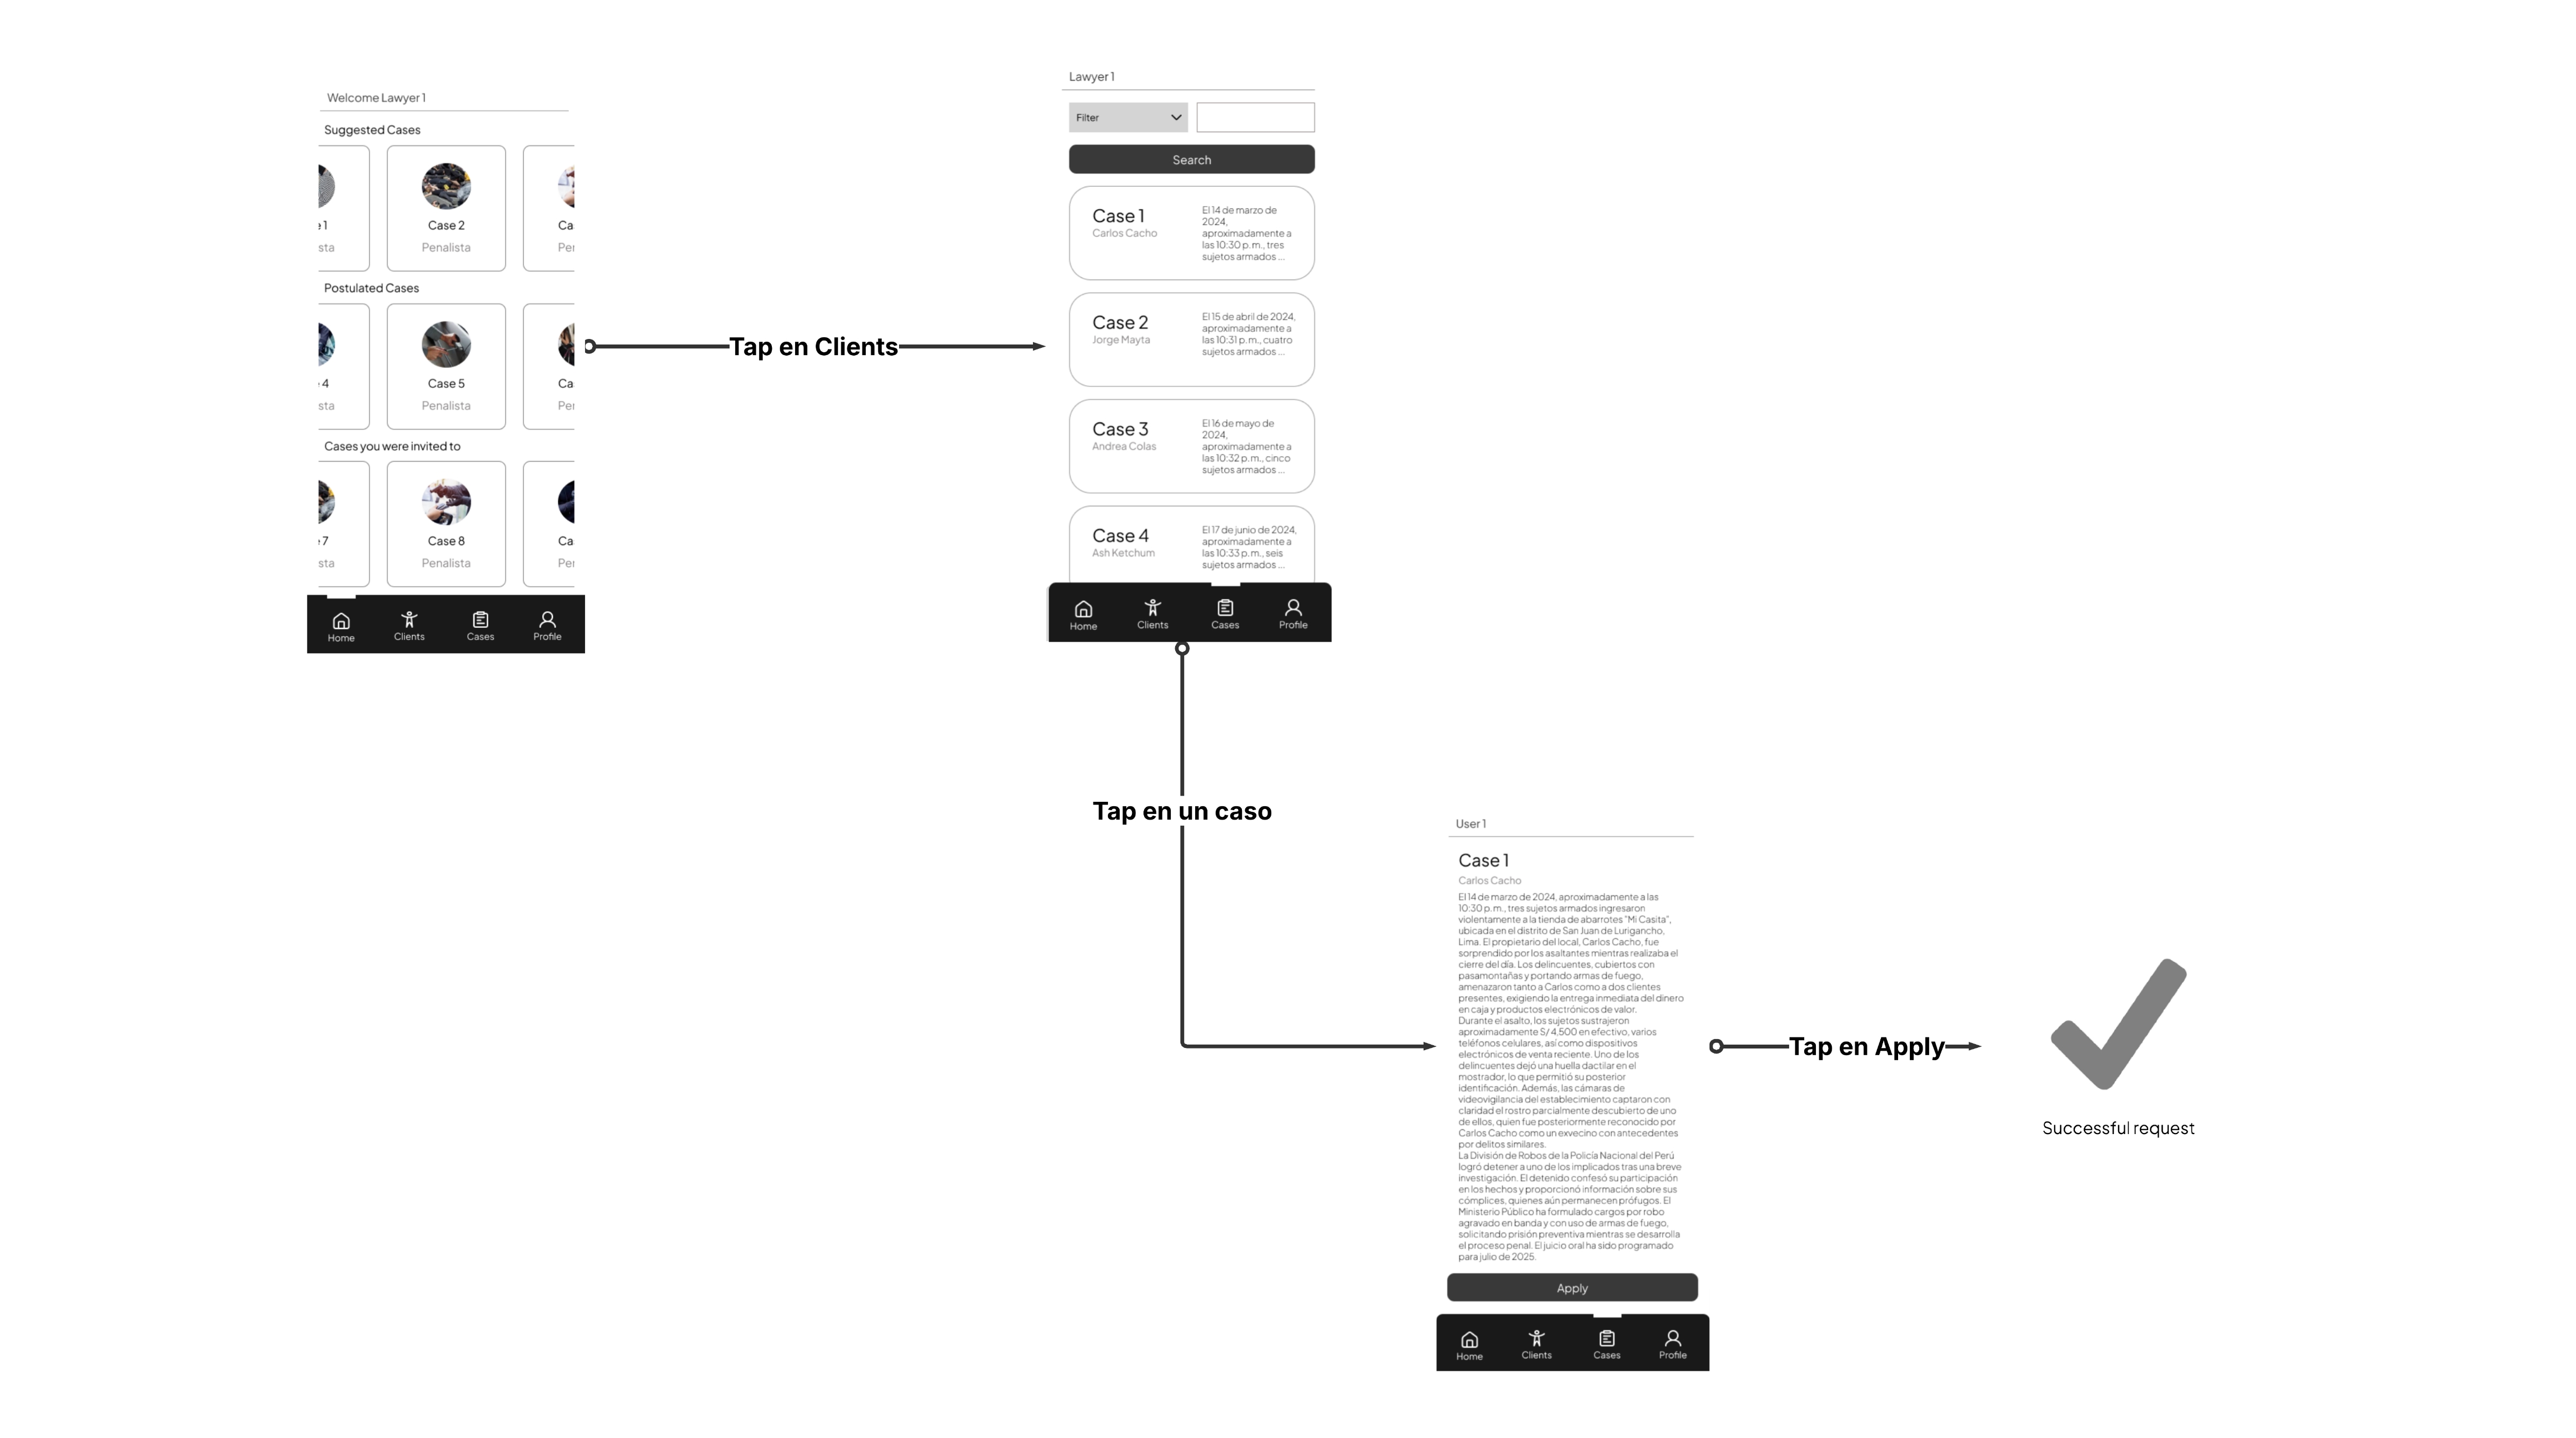 Welcome Lawyer 1
Suggested Cases
e 1
Case 2
Ca
sta
Penalista
Per
Postulated Cases
4
Case 5
Ca
sta
Penalista
Per
Cases you were invited to
7
Case 8
Ca
sta
Penalista
Per
Home
Clients
Cases
Profile
Tap en Clients
Lawyer 1
Filter
Search
Case 1
Carlos Cacho
El 14 de marzo de
2024,
aproximadamente a
las 10:30 p.m., tres
sujetos armados ...
Case 2
Jorge Mayta
El 15 de abril de 2024,
aproximadamente a
las 10:31 p.m., cuatro
sujetos armados ...
Case 3
Andrea Colas
El 16 de mayo de
2024,
aproximadamente a
las 10:32 p.m., cinco
sujetos armados ...
Case 4
Ash Ketchum
El 17 de junio de 2024,
aproximadamente a
las 10:33 p.m., seis
sujetos armados ...
Home
Clients
Cases
Profile
Tap en un caso
User 1
Case 1
Carlos Cacho
El 14 de marzo de 2024, aproximadamente a las
10:30 p.m., tres sujetos armados ingresaron
violentamente a la tienda de abarrotes "Mi Casita",
ubicada en el distrito de San Juan de Lurigancho,
Lima. El propietario del local, Carlos Cacho, fue
sorprendido por los asaltantes mientras realizaba el
cierre del día. Los delincuentes, cubiertos con
pasamontañas y portando armas de fuego,
amenazaron tanto a Carlos como a dos clientes
presentes, exigiendo la entrega inmediata del dinero
en caja y productos electrónicos de valor.
Durante el asalto, los sujetos sustrajeron
aproximadamente S/ 4,500 en efectivo, varios
teléfonos celulares, así como dispositivos
electrónicos de venta reciente. Uno de los
delincuentes dejó una huella dactilar en el
mostrador, lo que permitió su posterior
identificación. Además, las cámaras de
videovigilancia del establecimiento captaron con
claridad el rostro parcialmente descubierto de uno
de ellos, quien fue posteriormente reconocido por
Carlos Cacho como un exvecino con antecedentes
por delitos similares.
La División de Robos de la Policía Nacional del Perú
logró detener a uno de los implicados tras una breve
investigación. El detenido confesó su participación
en los hechos y proporcionó información sobre sus
cómplices, quienes aún permanecen prófugos. El
Ministerio Público ha formulado cargos por robo
agravado en banda y con uso de armas de fuego,
solicitando prisión preventiva mientras se desarrolla
el proceso penal. El juicio oral ha sido programado
para julio de 2025.
Apply
Home
Clients
Cases
Profile
Tap en Apply
Successful request